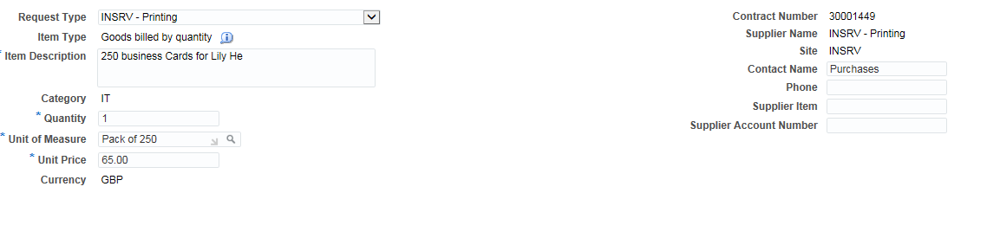 Request Type INSRV - Printing
Item Type Goods billed by quantity
* Item Description 250 business Cards for Lily He
Category IT
* Quantity 1
* Unit of Measure Pack of 250
* Unit Price 65.00
Currency GBP
Contract Number 30001449
Supplier Name INSRV - Printing
Site INSRV
Contact Name Purchases
Phone
Supplier Item
Supplier Account Number